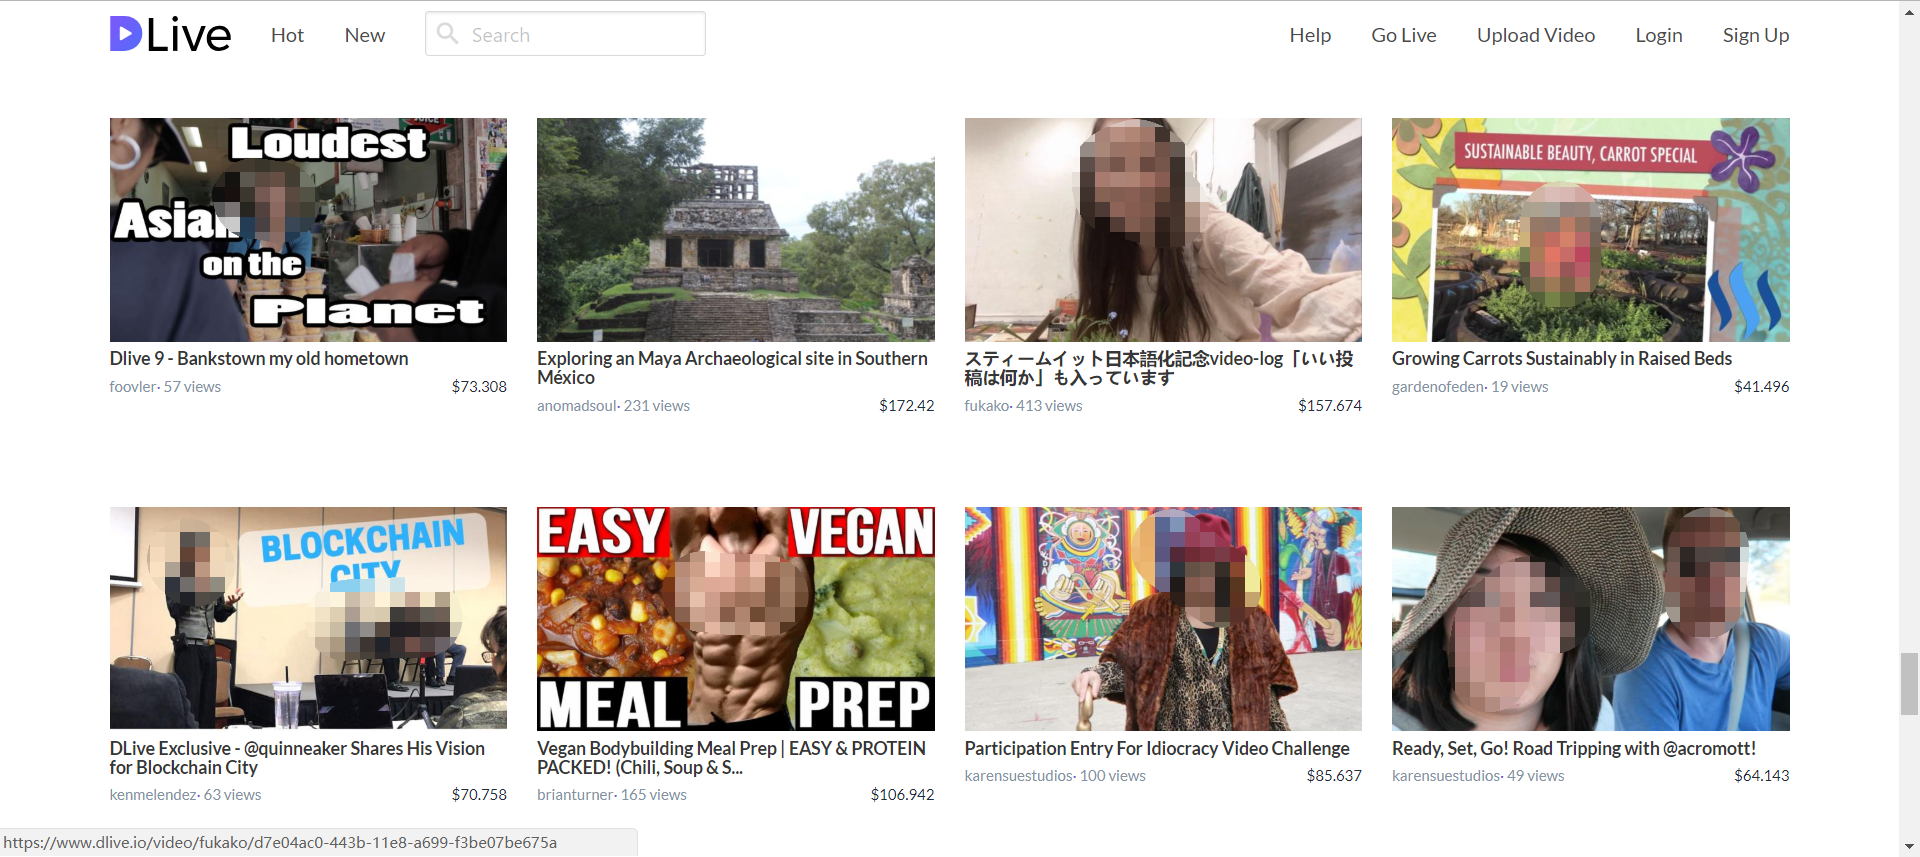 DLive
Hot
New
Search
Help
Go Live
Upload Video
Login
Sign Up
Loudest
Asian
on the
Planet
Dlive 9 - Bankstown my old hometown
foovler· 57 views
$73.308
Exploring an Maya Archaeological site in Southern
México
anomadsoul· 231 views
$172.42
スティームイット日本語化記念video-log「いい投
稿は何か」も入っています
fukako· 413 views
$157.674
SUSTAINABLE BEAUTY, CARROT SPECIAL
Growing Carrots Sustainably in Raised Beds
gardenofeden· 19 views
$41.496
BLOCKCHAIN
CITY
DLive Exclusive - @quinneaker Shares His Vision
for Blockchain City
kenmelendez· 63 views
$70.758
EASY VEGAN
MEAL PREP
Vegan Bodybuilding Meal Prep | EASY & PROTEIN
PACKED! (Chili, Soup & S...
brianturner· 165 views
$106.942
Participation Entry For Idiocracy Video Challenge
karensuestudios· 100 views
$85.637
Ready, Set, Go! Road Tripping with @acromott!
karensuestudios· 49 views
$64.143
https://www.dlive.io/video/fukako/d7e04ac0-443b-11e8-a699-f3be07be675a